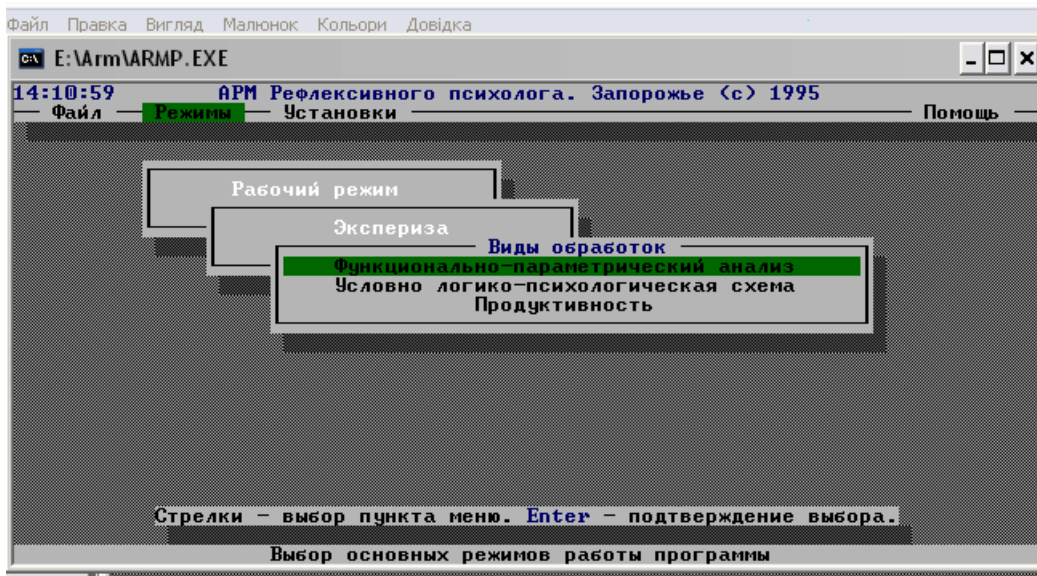 Файл Правка Вигляд Малюнок Кольори Довідка
E:\Arm\ARMP.EXE
14:10:59 АРМ Рефлексивного психолога. Запорожье (c) 1995
Файл Режимы Установки Помощь
Рабочий режим
Экспериза
Виды обработок
Функционально-параметрический анализ
Условно логико-психологическая схема
Продуктивность
Стрелки - выбор пункта меню. Enter - подтверждение выбора.
Выбор основных режимов работы программы